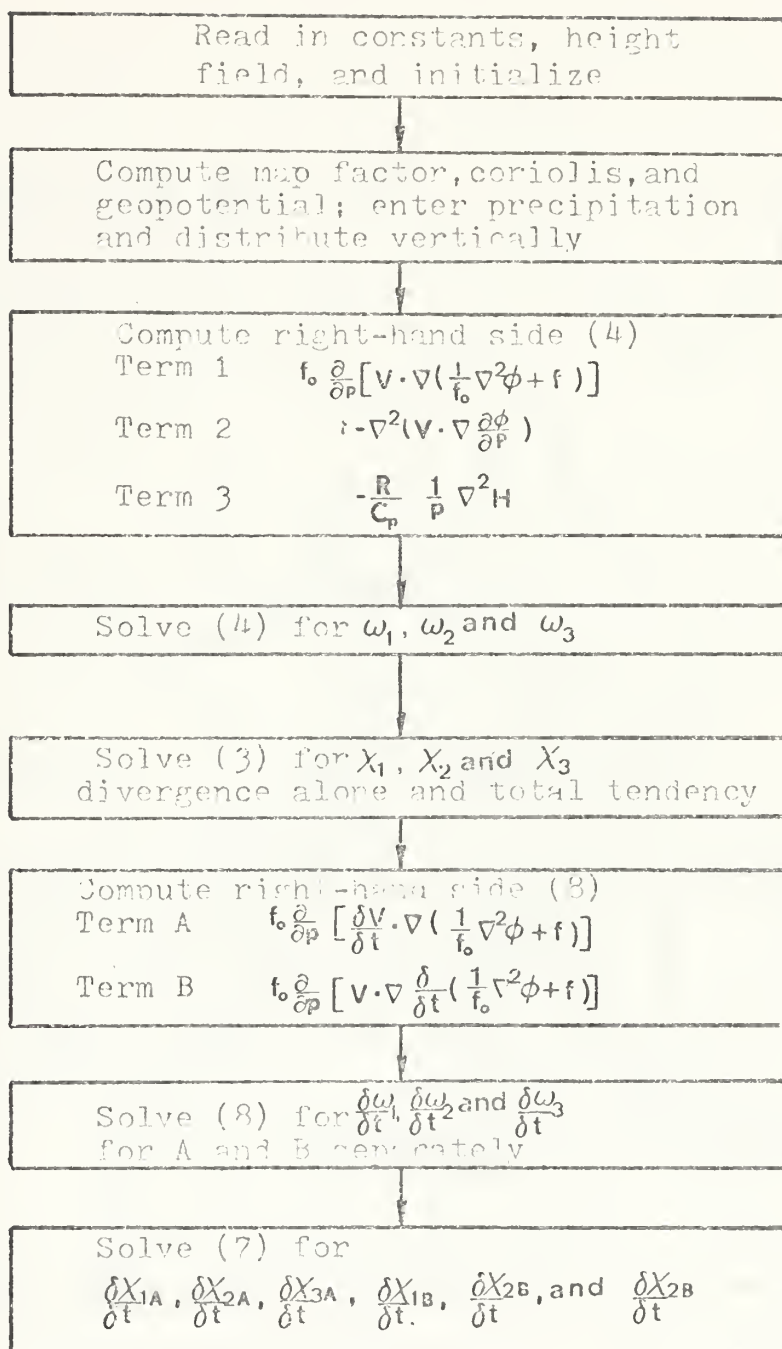 Read in constants, height
field, and initialize
Compute map factor, coriolis, and
geopotential; enter precipitation
and distribute vertically
Compute right-hand side (4)
Term 1 f₀ ∂/∂P [V · ∇(1/f₀ ∇²ϕ + f)]
Term 2 -∇²(V · ∇ ∂ϕ/∂P)
Term 3 -R/Cₚ 1/P ∇²H
Solve (4) for ω₁, ω₂ and ω₃
Solve (3) for χ₁, χ₂ and χ₃
divergence alone and total tendency
Compute right-hand side (8)
Term A f₀ ∂/∂p [δV/δt · ∇(1/f₀ ∇²ϕ + f)]
Term B f₀ ∂/∂p [V · ∇ δ/δt (1/f₀ ∇²ϕ + f)]
Solve (8) for δω₁/δt, δω₂/δt and δω₃/δt
for A and B separately
Solve (7) for
δχ₁A/δt, δχ₂A/δt, δχ₃A/δt, δχ₁B/δt, δχ₂B/δt, and δχ₂B/δt